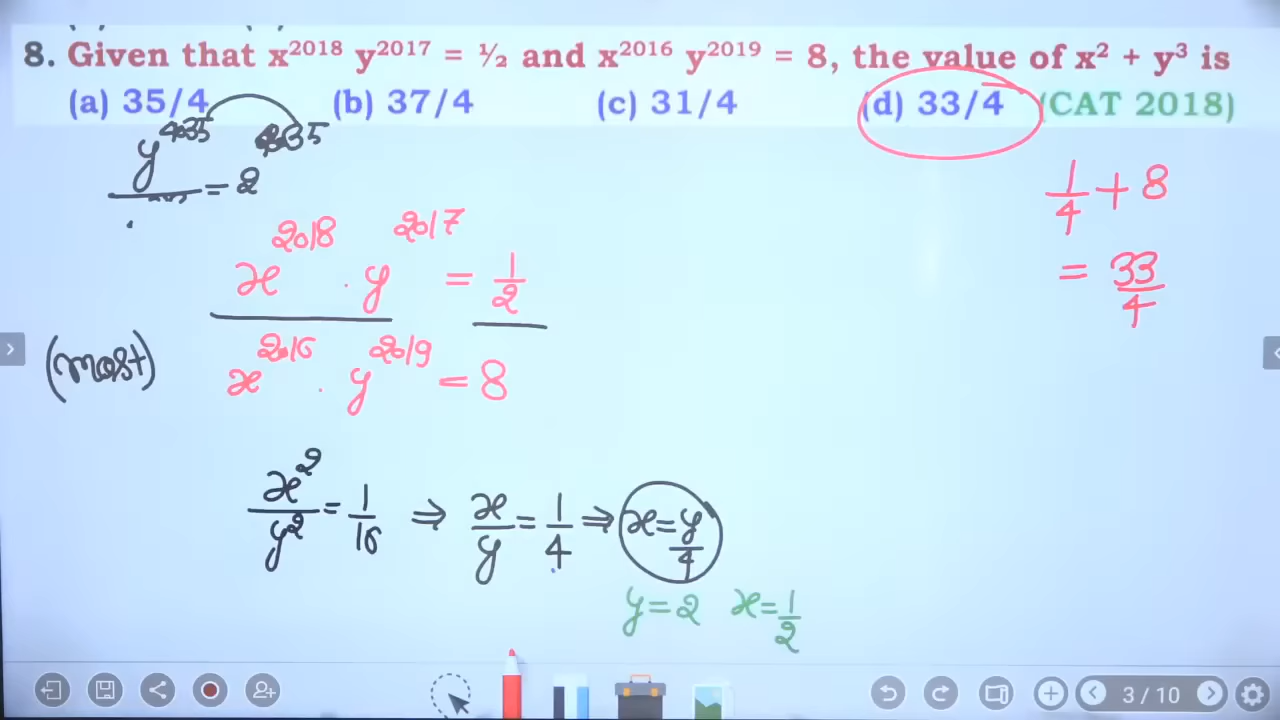 8. Given that x²⁰¹⁸ y²⁰¹⁷ = ½ and x²⁰¹⁶ y²⁰¹⁹ = 8, the value of x² + y³ is
(a) 35/4 (b) 37/4 (c) 31/4 (d) 33/4 (CAT 2018)
y⁴⁰³⁵ = 2⁴⁰³⁵
1/4 + 8
= 33/4
x²⁰¹⁸ . y²⁰¹⁷ = 1/2
x²⁰¹⁶ . y²⁰¹⁹ = 8
(most)
x²/y² = 1/16 ⇒ x/y = 1/4 ⇒ x = y/4
y = 2 x = 1/2
3 / 10